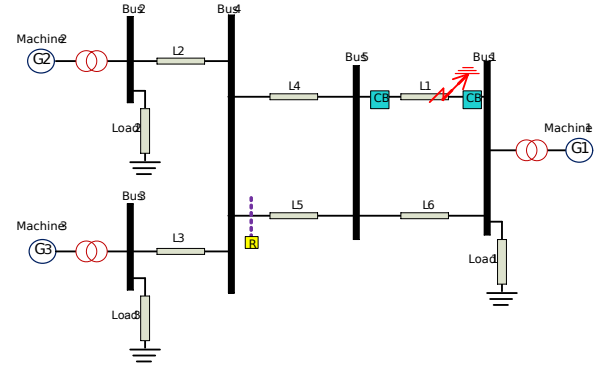 Bus2
Bus4
Machine2
G2
L2
Load2
Bus5
Bus1
L4
CB
L1
CB
Machine1
G1
Bus3
Machine3
G3
L3
L5
R
L6
Load1
Load3